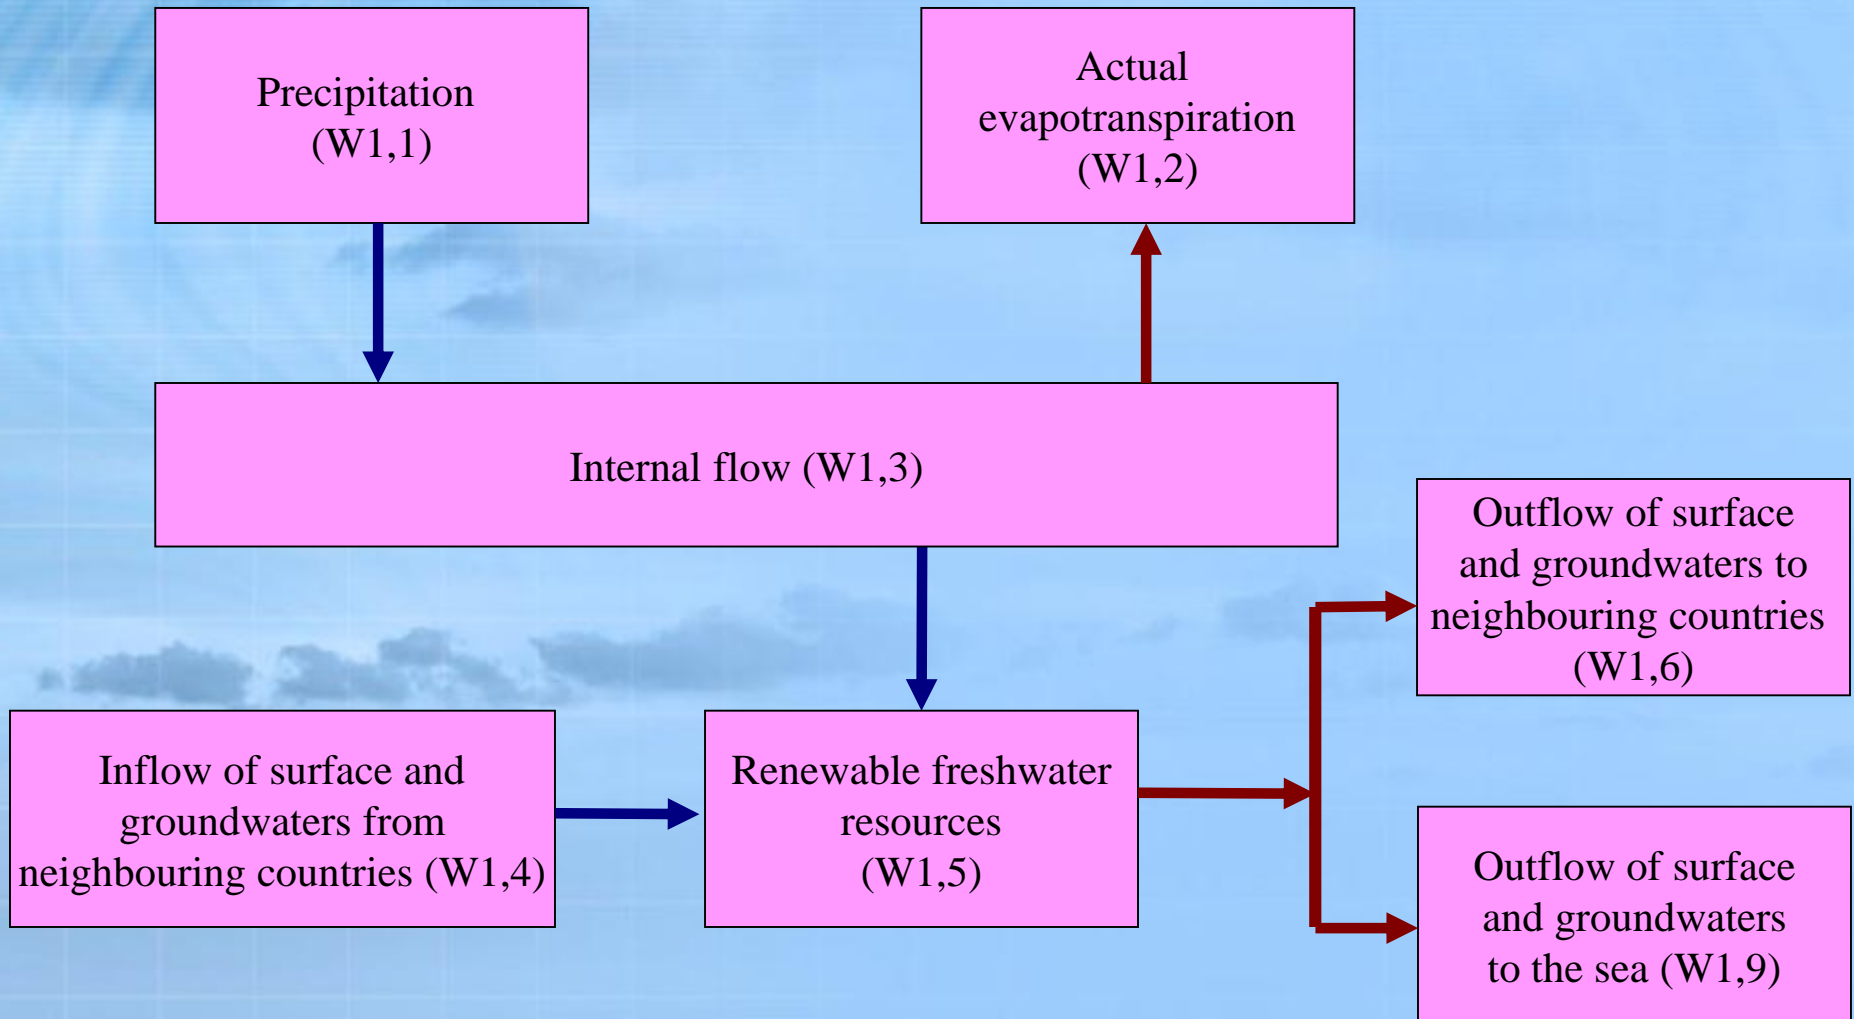 Precipitation
(W1,1)
Actual
evapotranspiration
(W1,2)
Internal flow (W1,3)
Outflow of surface
and groundwaters to
neighbouring countries
(W1,6)
Inflow of surface and
groundwaters from
neighbouring countries (W1,4)
Renewable freshwater
resources
(W1,5)
Outflow of surface
and groundwaters
to the sea (W1,9)